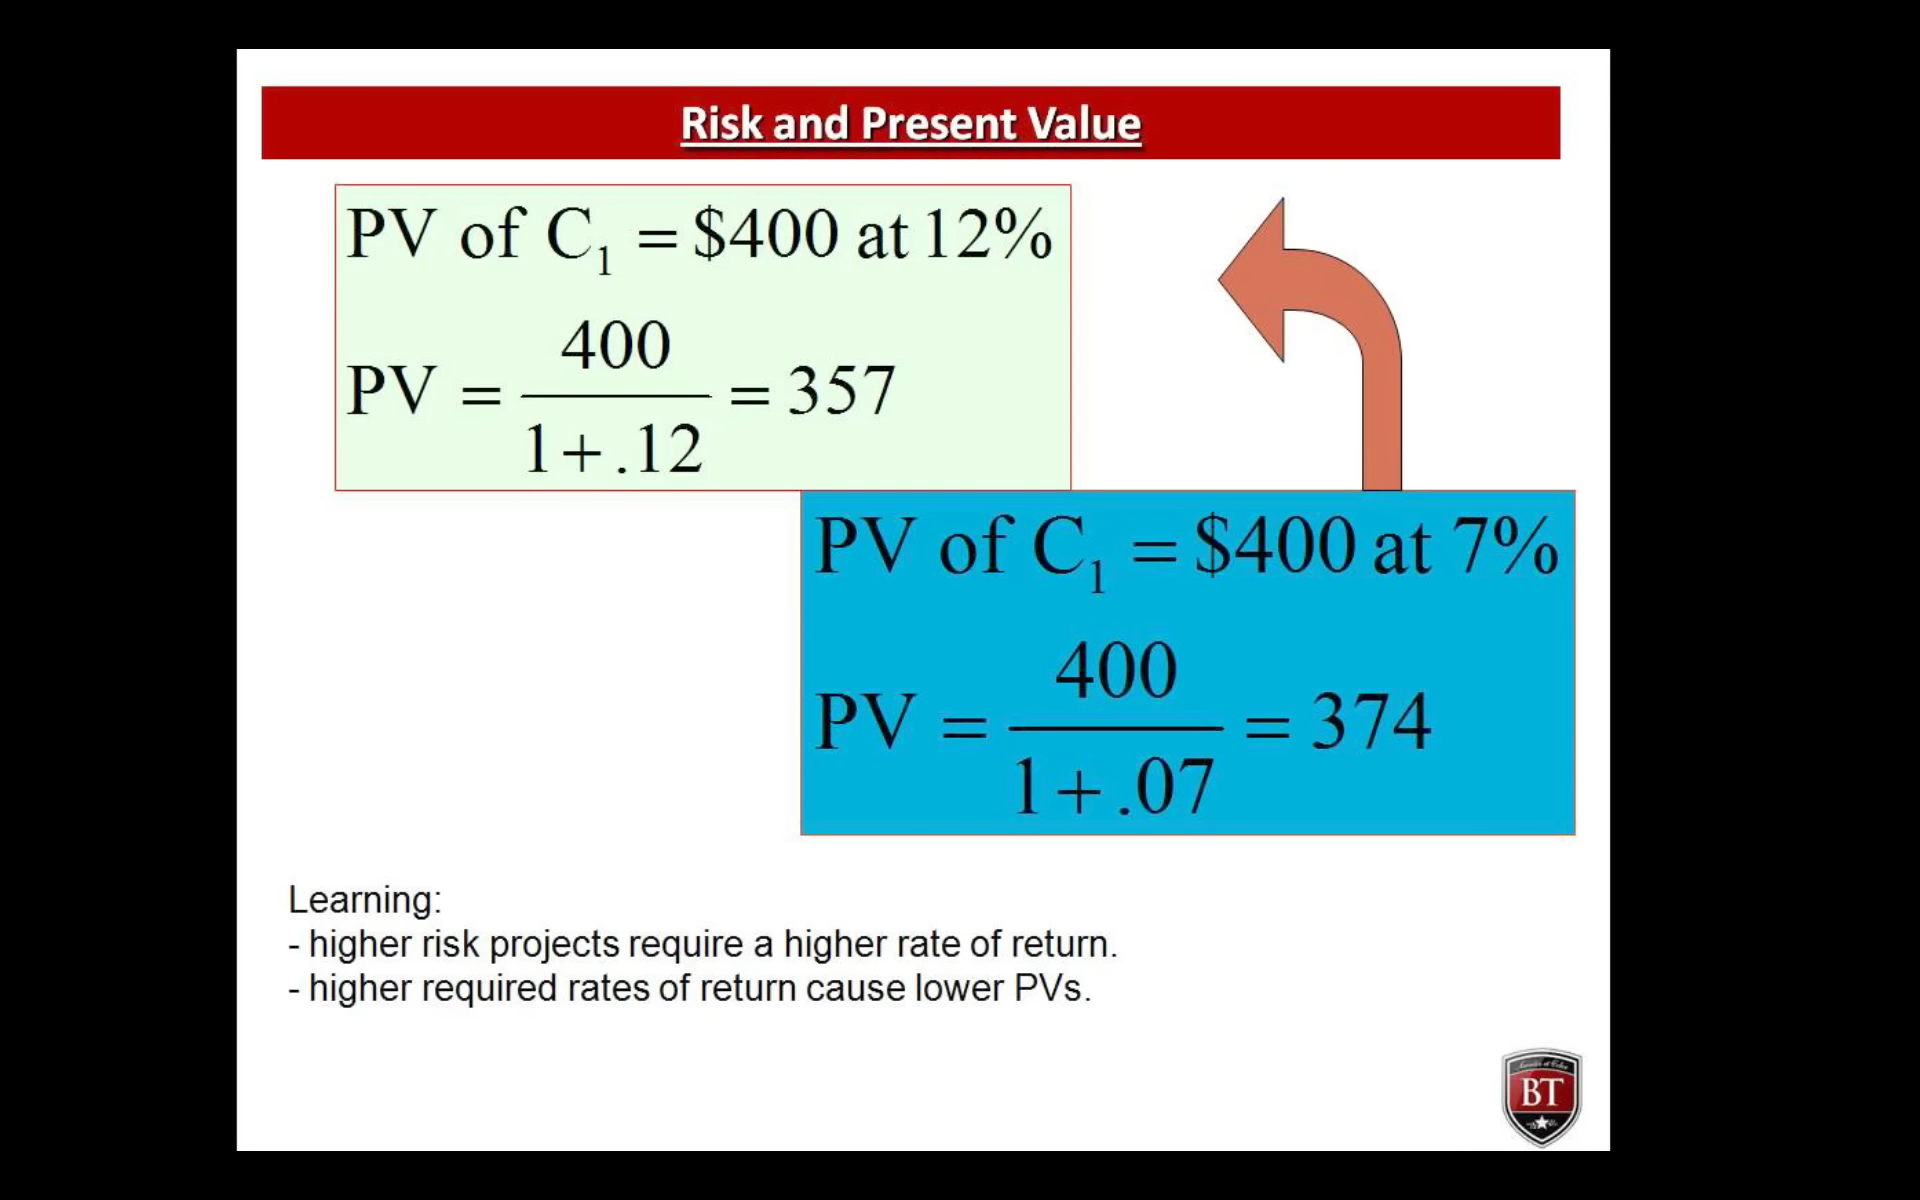 Risk and Present Value
PV of C₁ = $400 at 12%
PV = 400 / 1 + .12 = 357
PV of C₁ = $400 at 7%
PV = 400 / 1 + .07 = 374
Learning:
- higher risk projects require a higher rate of return.
- higher required rates of return cause lower PVs.
BT